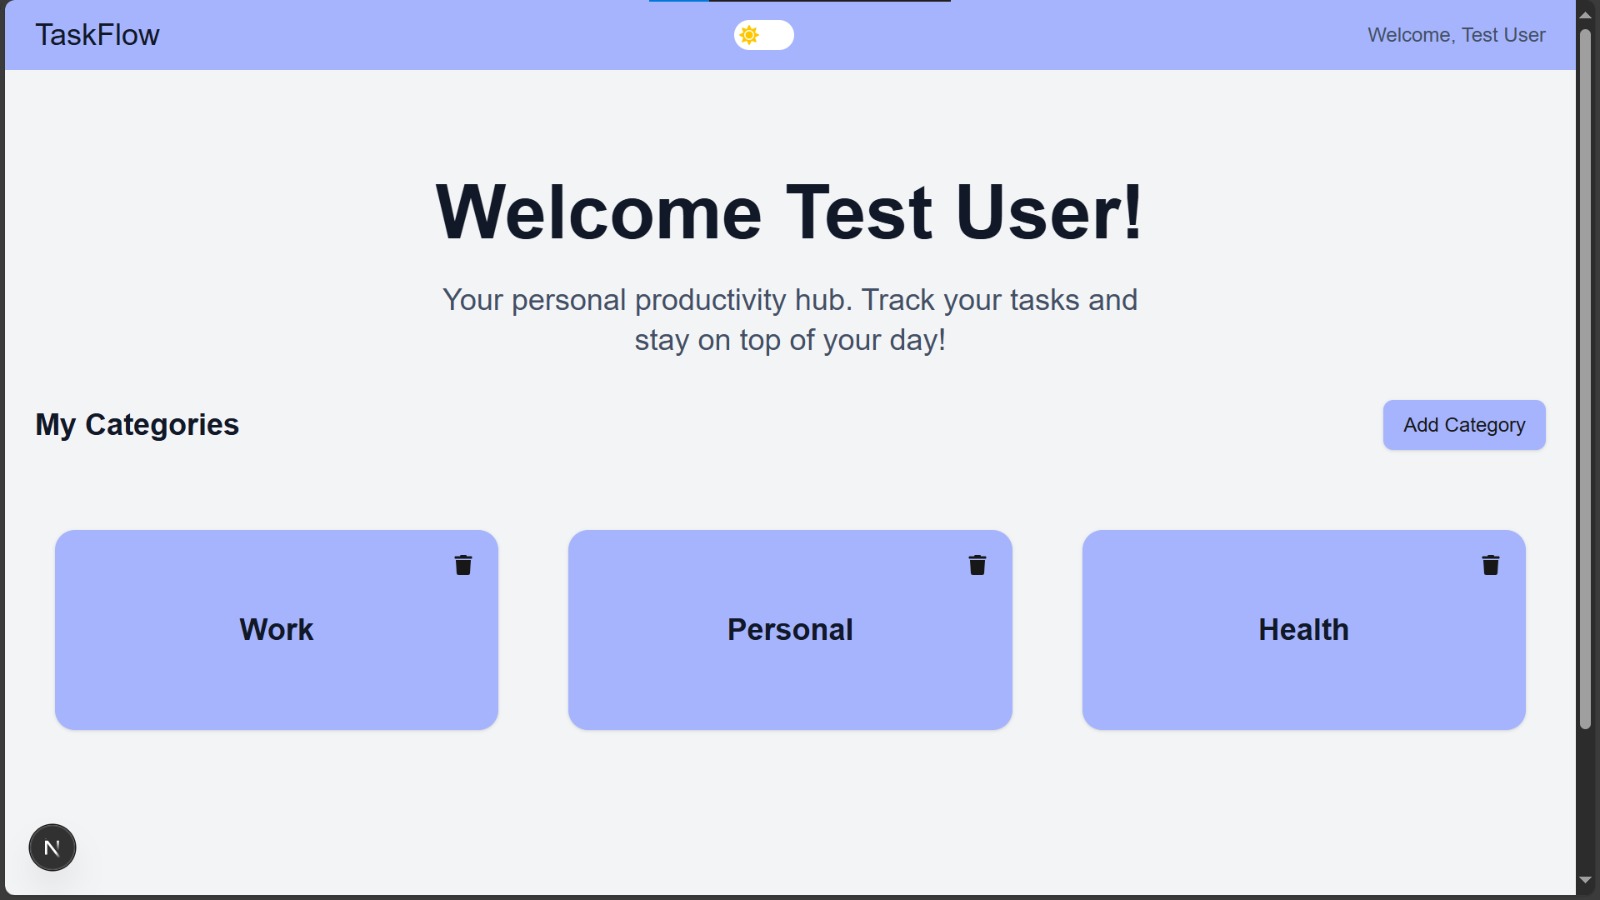 TaskFlow
Welcome, Test User
Welcome Test User!
Your personal productivity hub. Track your tasks and
stay on top of your day!
My Categories
Add Category
Work
Personal
Health
N